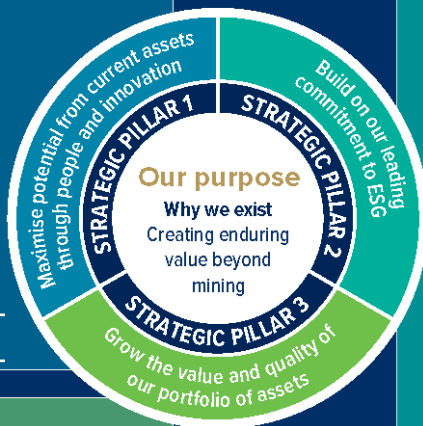 Maximise potential from current assets
through people and innovation
STRATEGIC PILLAR 1
Build on our leading
commitment to ESG
STRATEGIC PILLAR 2
Our purpose
Why we exist
Creating enduring
value beyond
mining
STRATEGIC PILLAR 3
Grow the value and quality of
our portfolio of assets